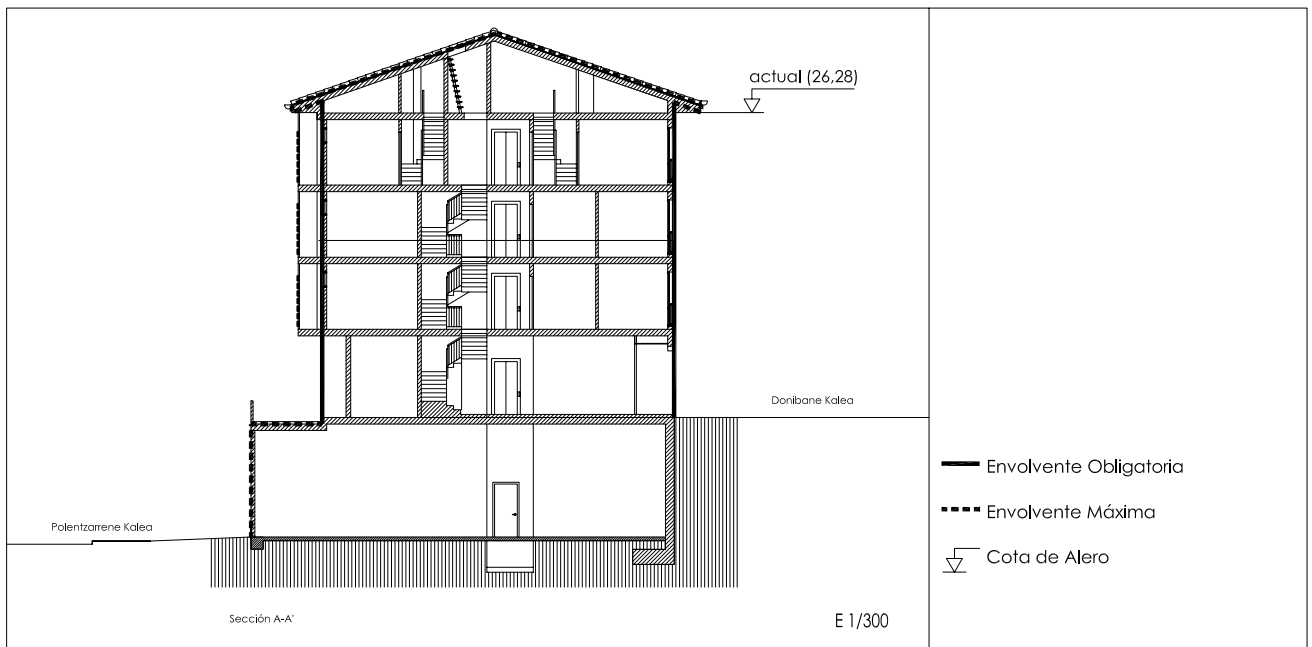 actual (26,28)
Donibane Kalea
Envolvente Obligatoria
Envolvente Máxima
Polentzarrene Kalea
Cota de Alero
Sección A-A'
E 1/300